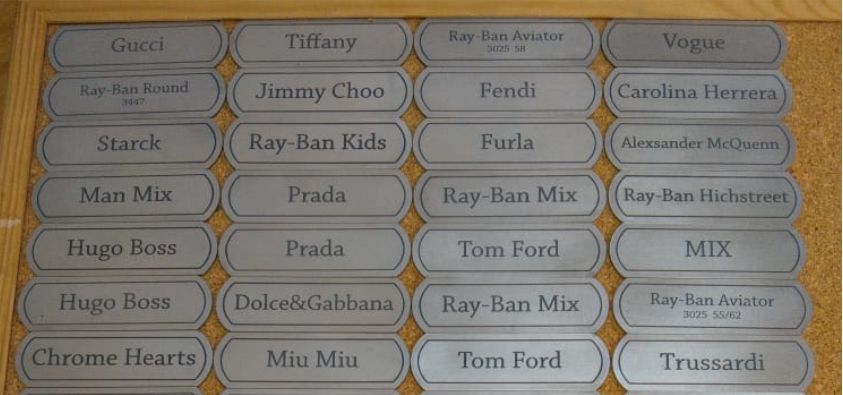 Gucci
Tiffany
Ray-Ban Aviator
3025 58
Vogue
Ray-Ban Round
3447
Jimmy Choo
Fendi
Carolina Herrera
Starck
Ray-Ban Kids
Furla
Alexsander McQuenn
Man Mix
Prada
Ray-Ban Mix
Ray-Ban Hichstreet
Hugo Boss
Prada
Tom Ford
MIX
Hugo Boss
Dolce&Gabbana
Ray-Ban Mix
Ray-Ban Aviator
3025 55/62
Chrome Hearts
Miu Miu
Tom Ford
Trussardi